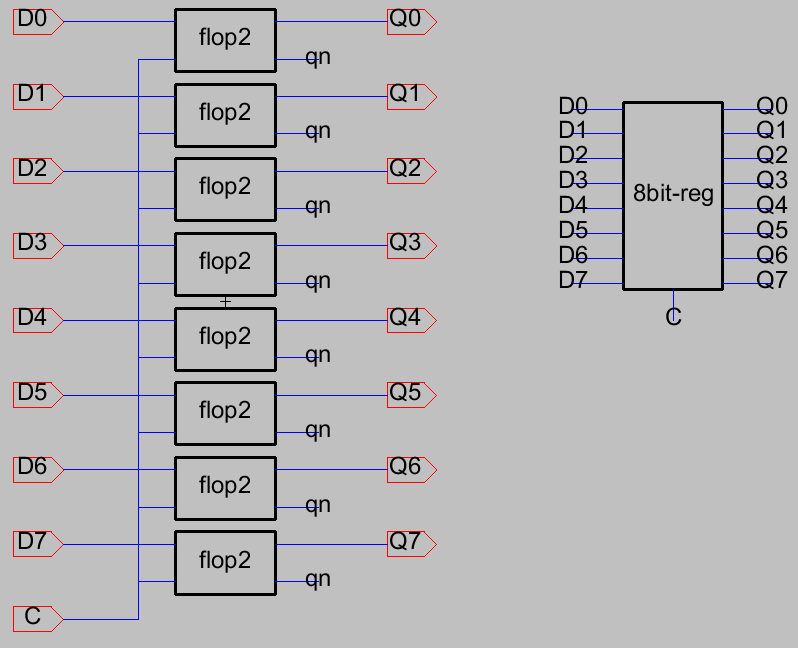 D0 flop2 Q0
qn
D1 flop2 Q1
qn
D2 flop2 Q2
qn
D3 flop2 Q3
qn
D4 flop2 Q4
qn
D5 flop2 Q5
qn
D6 flop2 Q6
qn
D7 flop2 Q7
qn
C
D0 Q0
D1 Q1
D2 Q2
D3 8bit-reg Q3
D4 Q4
D5 Q5
D6 Q6
D7 Q7
C